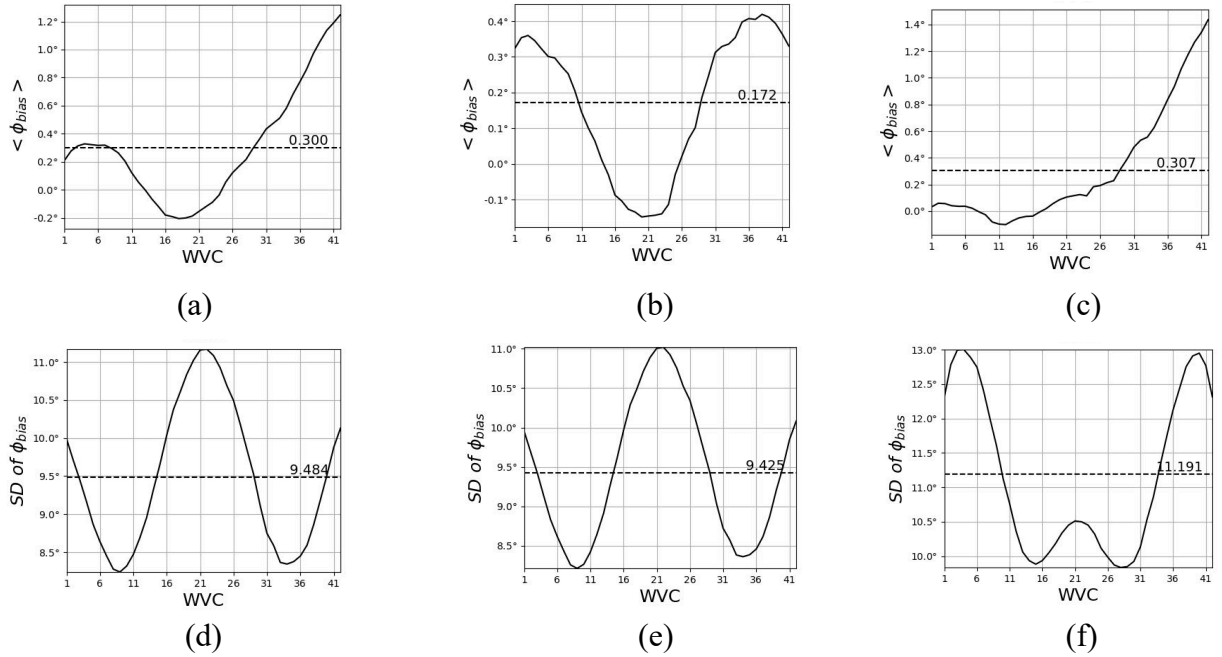 1.2°
1.0°
0.8°
0.6°
0.4°
0.2°
0.0°
-0.2°
< ϕbias >
0.300
1 6 11 16 21 26 31 36 41
WVC
(a)
0.4°
0.3°
0.2°
0.0°
-0.1°
< ϕbias >
0.172
1 6 11 16 21 26 31 36 41
WVC
(b)
1.4°
1.2°
1.0°
0.8°
0.6°
0.4°
0.2°
0.0°
< ϕbias >
0.307
1 6 11 16 21 26 31 36 41
WVC
(c)
11.0°
10.5°
10.0°
9.5°
9.0°
8.5°
SD of ϕbias
9.484
1 6 11 16 21 26 31 36 41
WVC
(d)
11.0°
10.5°
10.0°
9.5°
9.0°
8.5°
SD of ϕbias
9.425
1 6 11 16 21 26 31 36 41
WVC
(e)
13.0°
12.5°
12.0°
11.5°
11.0°
10.5°
10.0°
SD of ϕbias
11.191
1 6 11 16 21 26 31 36 41
WVC
(f)